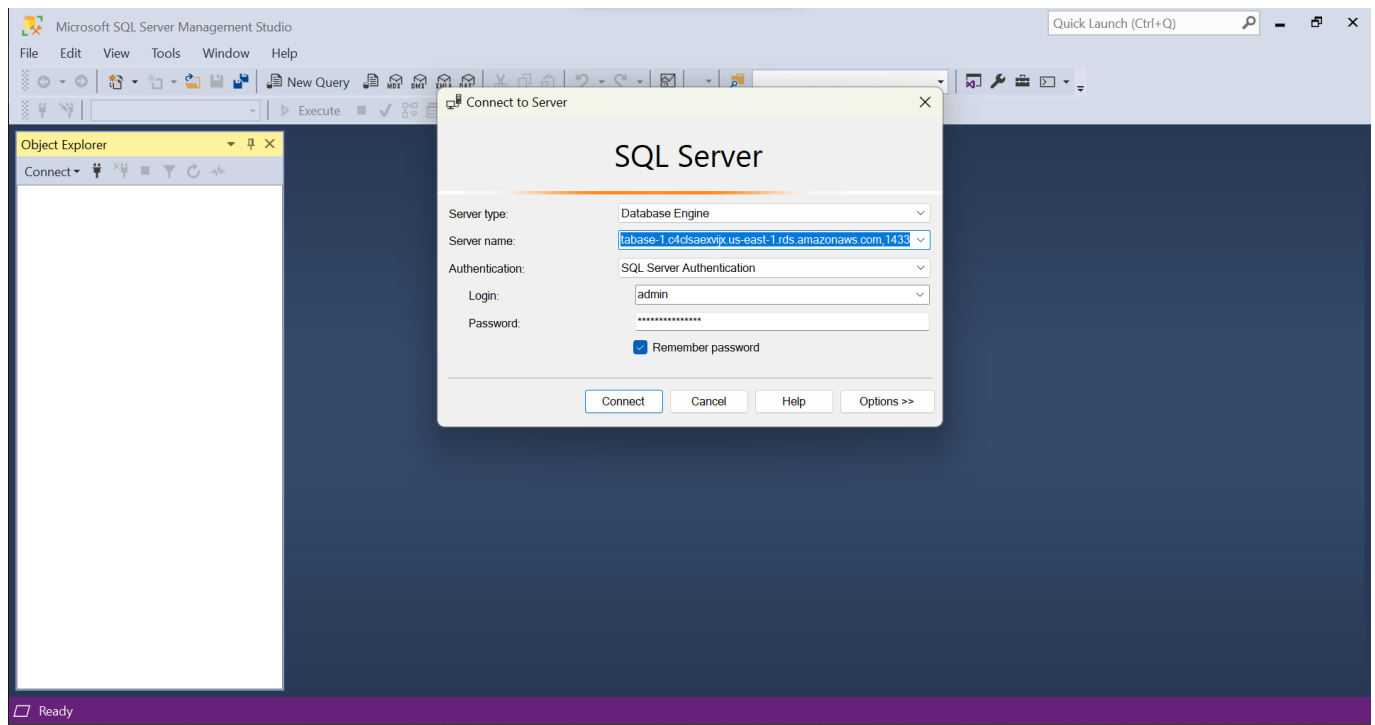 Microsoft SQL Server Management Studio
Quick Launch (Ctrl+Q)
File Edit View Tools Window Help
New Query
Execute
Object Explorer
Connect
Connect to Server
SQL Server
Server type: Database Engine
Server name: tabase-1.c4clsaexvijx.us-east-1.rds.amazonaws.com,1433
Authentication: SQL Server Authentication
Login: admin
Password: ***************
Remember password
Connect Cancel Help Options >>
Ready